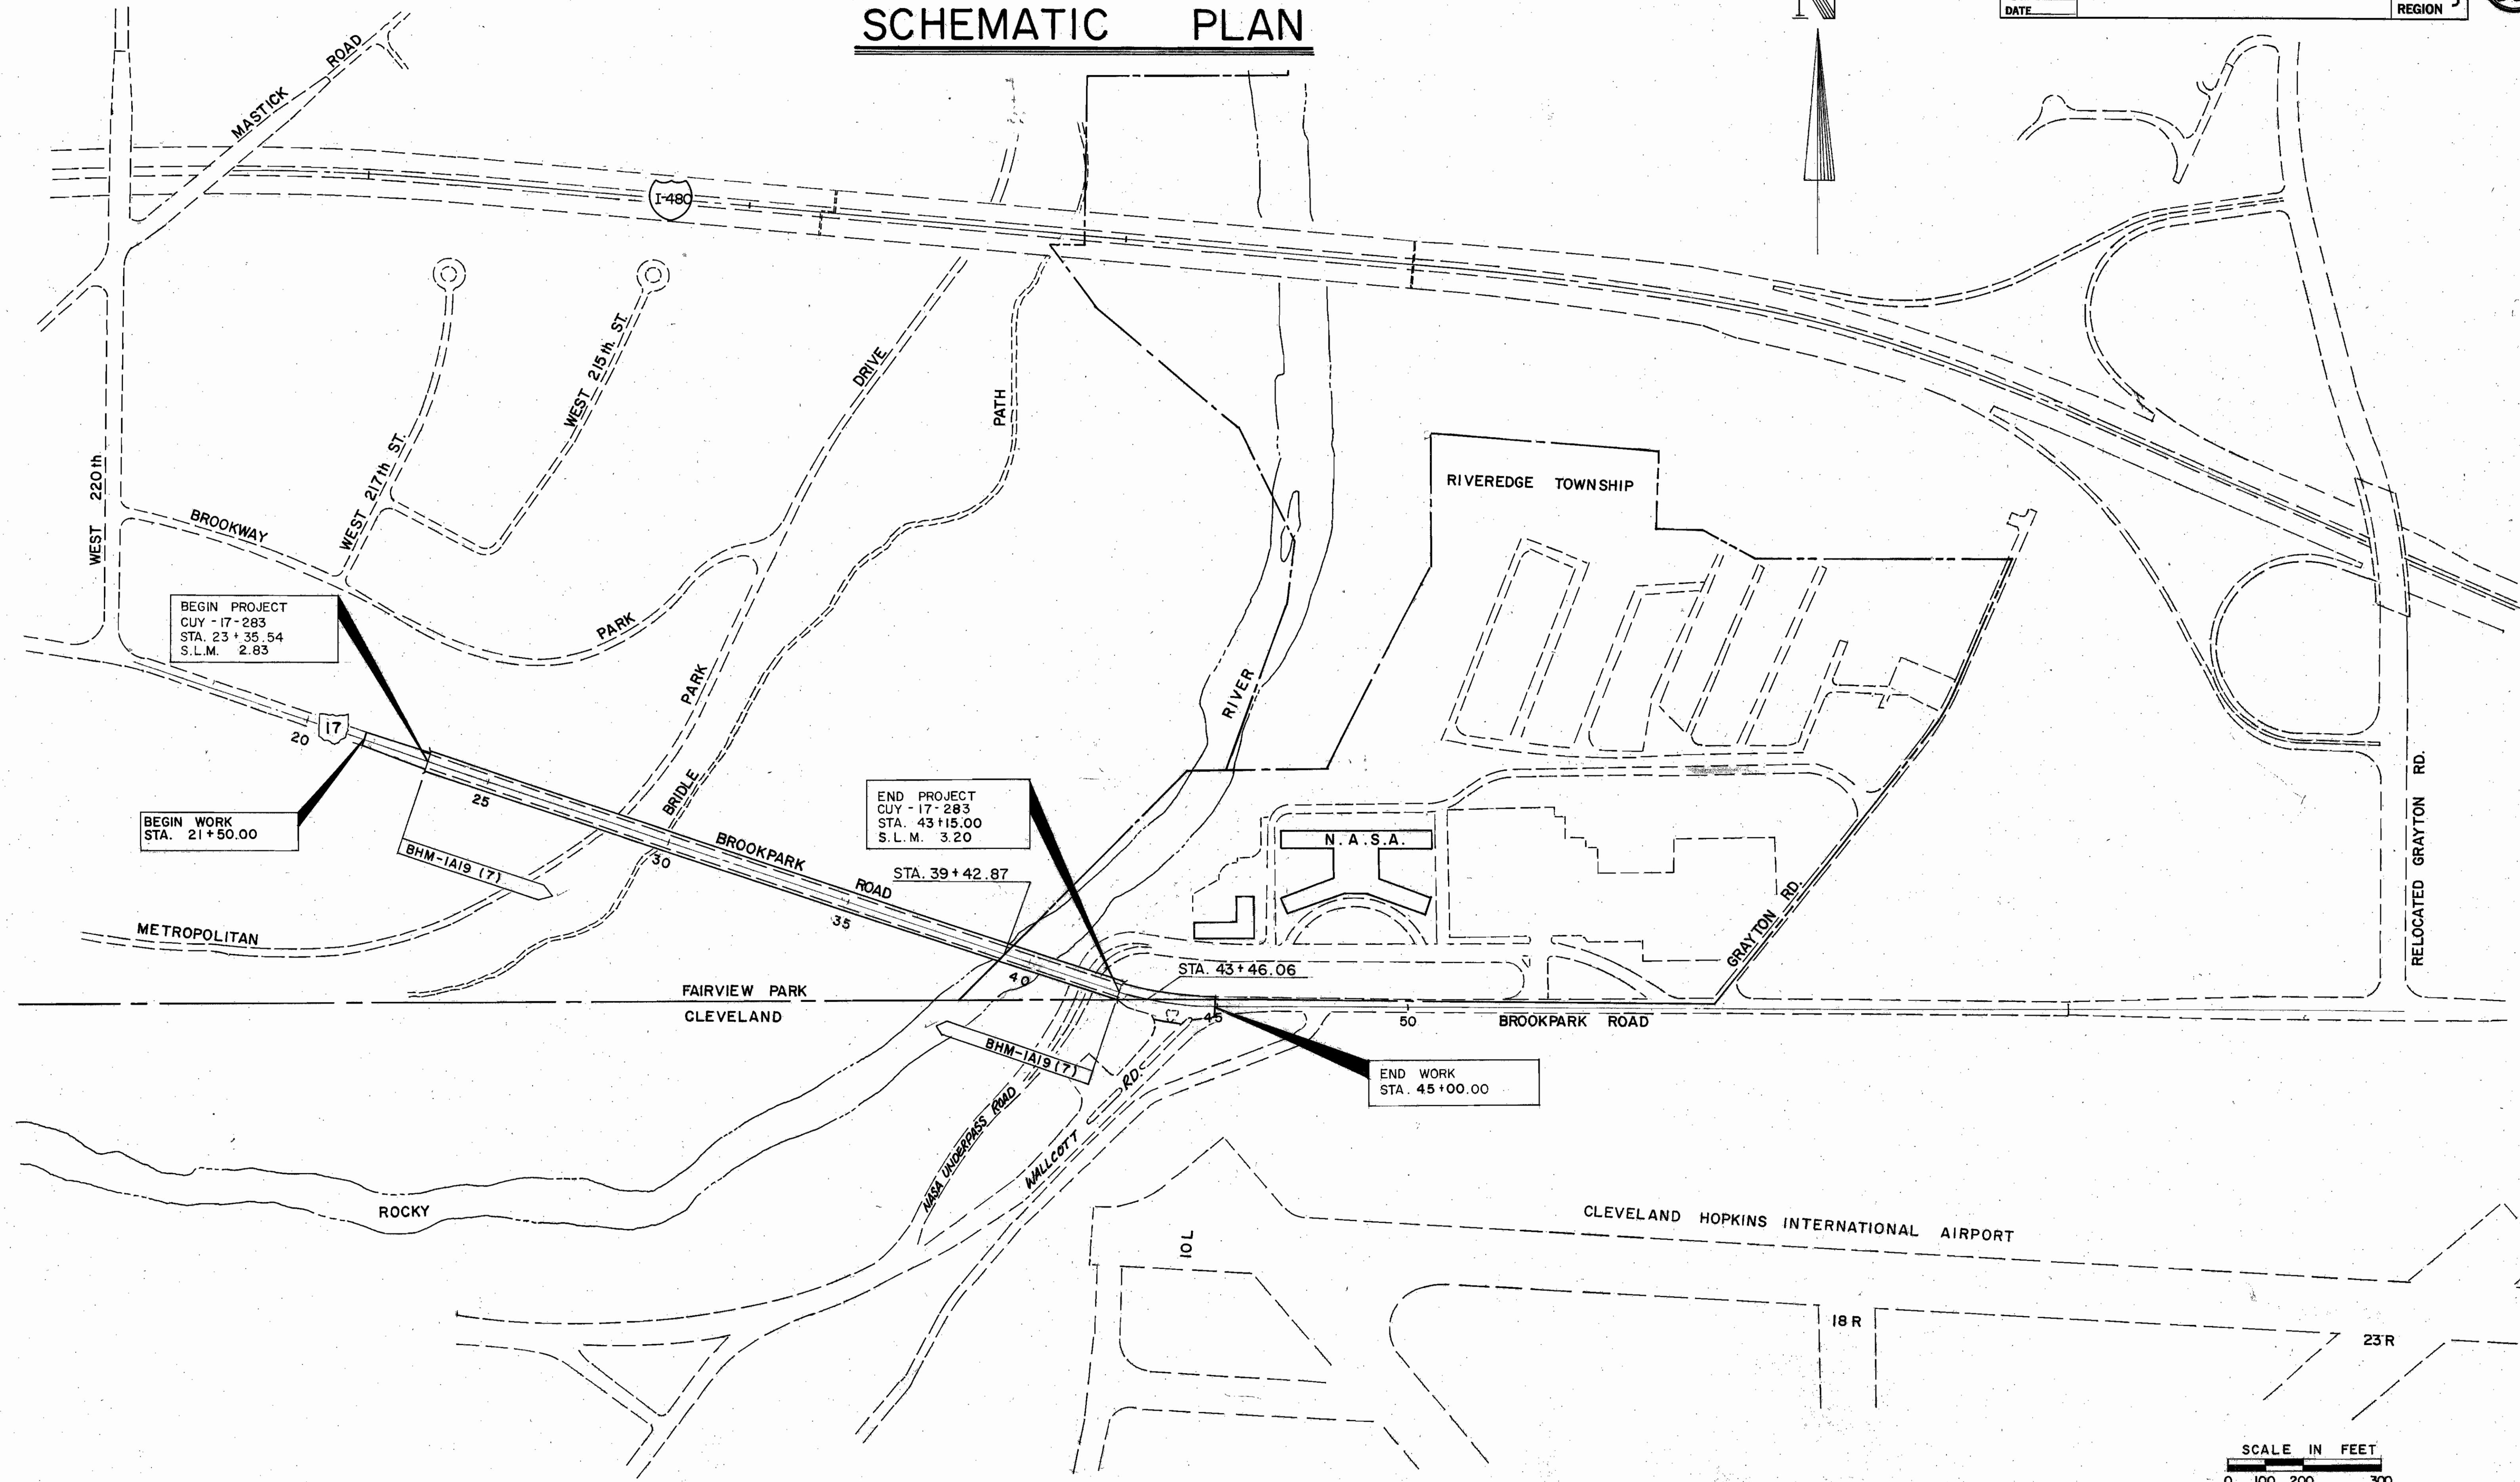 SCHEMATIC PLAN
N
DATE
REGION
MASTICK ROAD
I-480
WEST 220th
WEST 217th ST.
WEST 215th. ST.
DRIVE
PATH
BROOKWAY
PARK
PARK
BRIDLE
RIVER
RIVEREDGE TOWNSHIP
BEGIN PROJECT
CUY - 17 - 283
STA. 23 + 35.54
S.L.M. 2.83
17
20
25
30
35
40
45
50
BEGIN WORK
STA. 21 + 50.00
BHM-1A19 (7)
BROOKPARK ROAD
END PROJECT
CUY - 17 - 283
STA. 43+15.00
S.L.M. 3.20
STA. 39 + 42.87
N.A.S.A.
GRAYTON RD.
RELOCATED GRAYTON RD.
METROPOLITAN
FAIRVIEW PARK
CLEVELAND
STA. 43 + 46.06
BROOKPARK ROAD
BHM-1A19 (7)
END WORK
STA. 45+00.00
NASA UNDERPASS ROAD
WALLCOTT RD.
ROCKY
CLEVELAND HOPKINS INTERNATIONAL AIRPORT
10 L
18 R
23 R
SCALE IN FEET
0 100 200 300